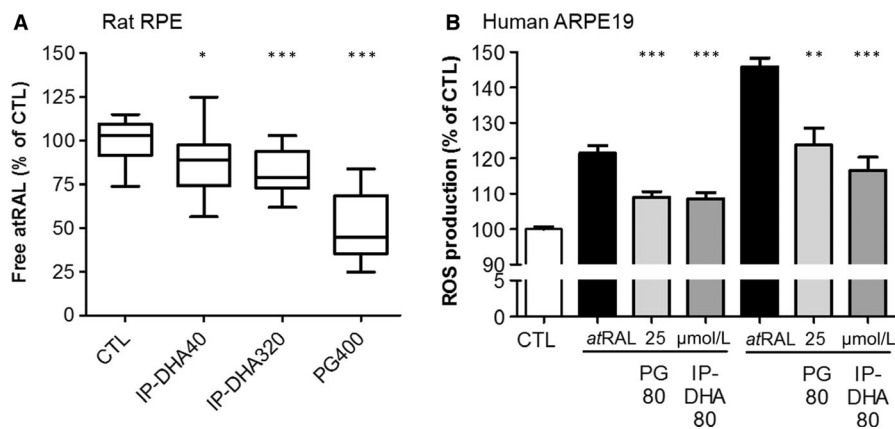 A Rat RPE
Free atRAL (% of CTL)
150
125
100
75
50
25
0
* *** ***
CTL
IP-DHA40
IP-DHA320
PG400
B Human ARPE19
ROS production (% of CTL)
150
140
130
120
110
100
90
5
0
*** *** ** ***
CTL atRAL 25 µmol/L atRAL 25 µmol/L
PG IP- PG IP-
80 DHA 80 DHA
80 80